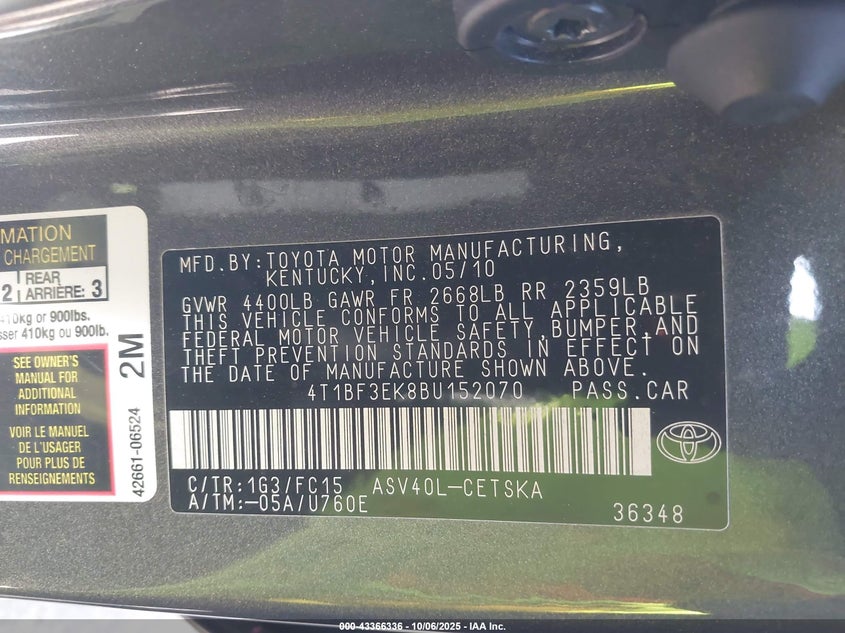 MATION
CHARGEMENT
2 REAR ARRIÈRE: 3
410kg or 900lbs.
sser 410kg ou 900lb.
SEE OWNER'S
MANUAL FOR
ADDITIONAL
INFORMATION
VOIR LE MANUEL
DE L'USAGER
POUR PLUS DE
RENSEIGNEMENTS
42661-06524 2M
MFD.BY:TOYOTA MOTOR MANUFACTURING,
KENTUCKY,INC.05/10
GVWR 4400LB GAWR FR 2668LB RR 2359LB
THIS VEHICLE CONFORMS TO ALL APPLICABLE
FEDERAL MOTOR VEHICLE SAFETY,BUMPER,AND
THEFT PREVENTION STANDARDS IN EFFECT ON
THE DATE OF MANUFACTURE SHOWN ABOVE.
4T1BF3EK8BU152070 PASS.CAR
C/TR:1G3/FC15 ASV40L-CETSKA
A/TM:-05A/U760E
36348
000-43366336 - 10/06/2025 - IAA Inc.